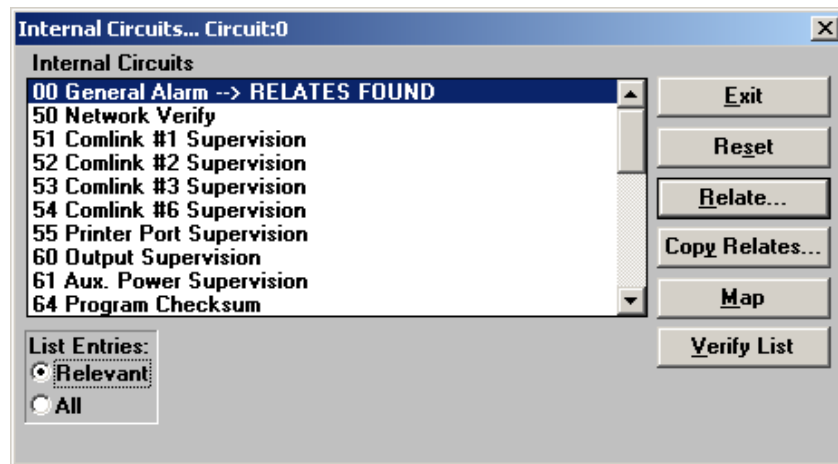 Internal Circuits... Circuit:0
Internal Circuits
00 General Alarm --> RELATES FOUND
50 Network Verify
51 Comlink #1 Supervision
52 Comlink #2 Supervision
53 Comlink #3 Supervision
54 Comlink #6 Supervision
55 Printer Port Supervision
60 Output Supervision
61 Aux. Power Supervision
64 Program Checksum
Exit
Reset
Relate...
Copy Relates...
Map
Verify List
List Entries:
Relevant
All